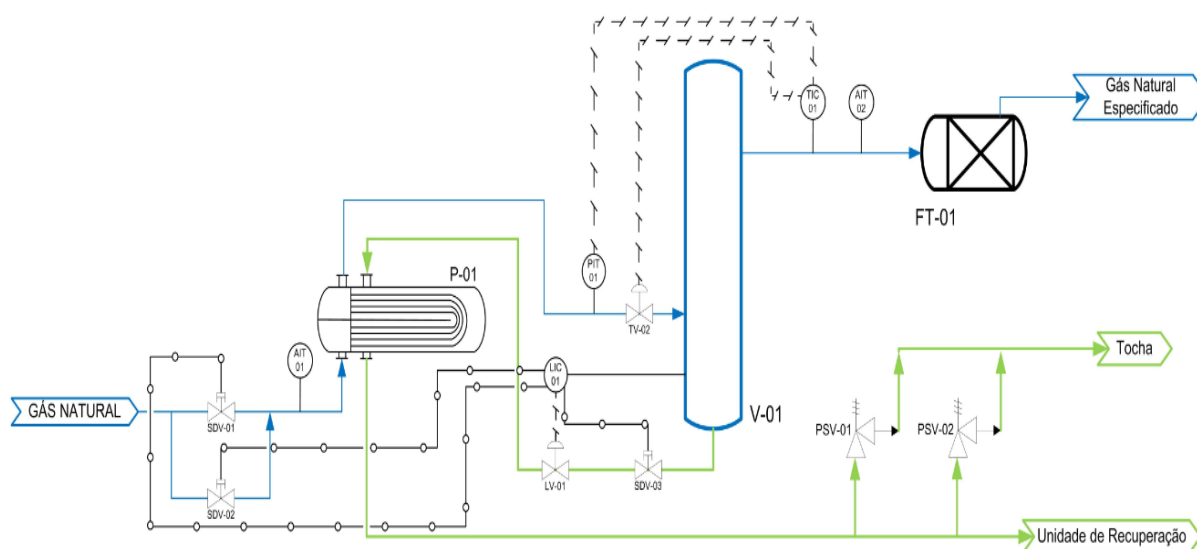 TIC
01
AIT
02
Gás Natural
Especificado
FT-01
PIT
01
P-01
TV-02
AIT
01
LIC
01
V-01
Tocha
GÁS NATURAL
SDV-01
PSV-01
PSV-02
SDV-02
LV-01
SDV-03
Unidade de Recuperação